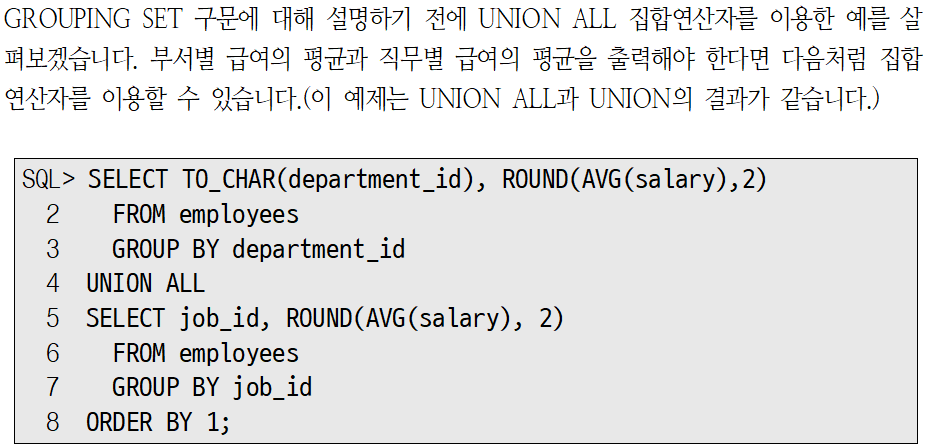 GROUPING SET 구문에 대해 설명하기 전에 UNION ALL 집합연산자를 이용한 예를 살
펴보겠습니다. 부서별 급여의 평균과 직무별 급여의 평균을 출력해야 한다면 다음처럼 집합
연산자를 이용할 수 있습니다.(이 예제는 UNION ALL과 UNION의 결과가 같습니다.)
SQL> SELECT TO_CHAR(department_id), ROUND(AVG(salary),2)
2 FROM employees
3 GROUP BY department_id
4 UNION ALL
5 SELECT job_id, ROUND(AVG(salary), 2)
6 FROM employees
7 GROUP BY job_id
8 ORDER BY 1;